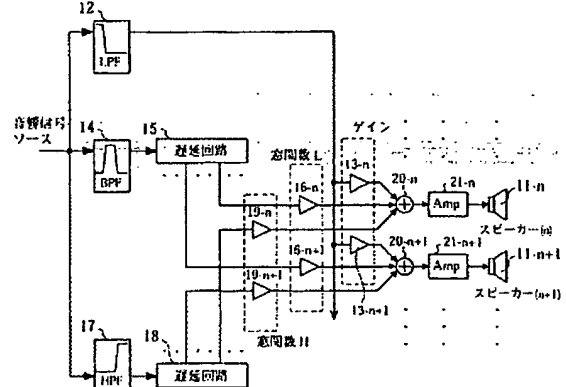 12
LPF
音響信号
ソース
14
BPF
15
遅延回路
窓関数L
ゲイン
16-n
13-n
20-n
21-n
Amp
11-n
スピーカー(n)
19-n
16-n+1
20-n+1
21-n+1
Amp
11-n+1
スピーカー(n+1)
19-n+1
13-n+1
窓関数H
17
HPF
18
遅延回路